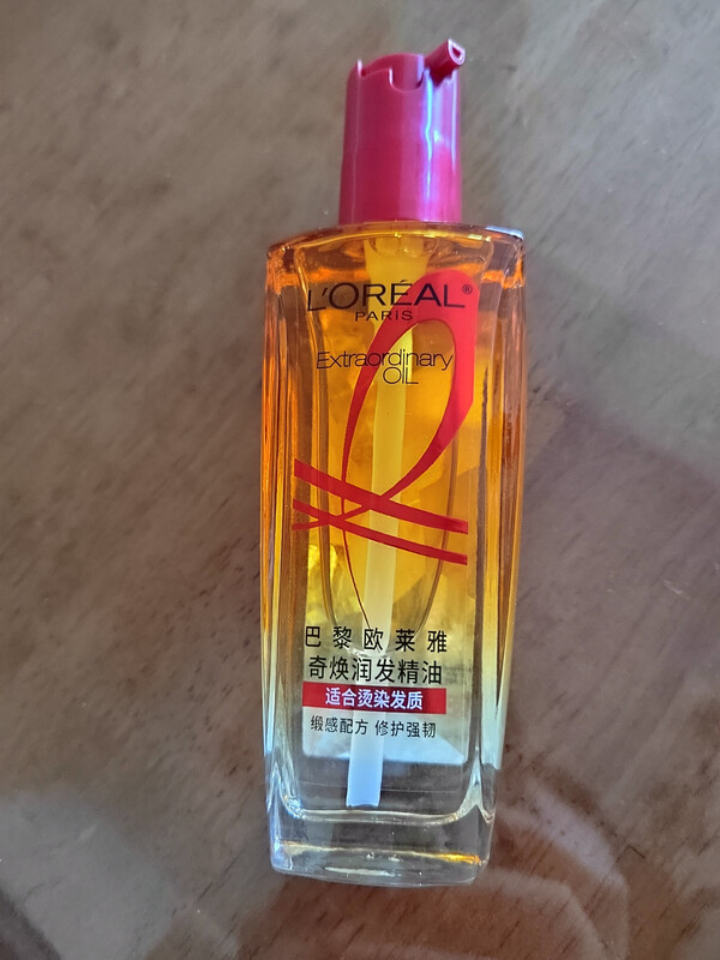 L'ORÉAL®
PARIS
Extraordinary
OIL
巴黎欧莱雅
奇焕润发精油
适合烫染发质
缎感配方 修护强韧